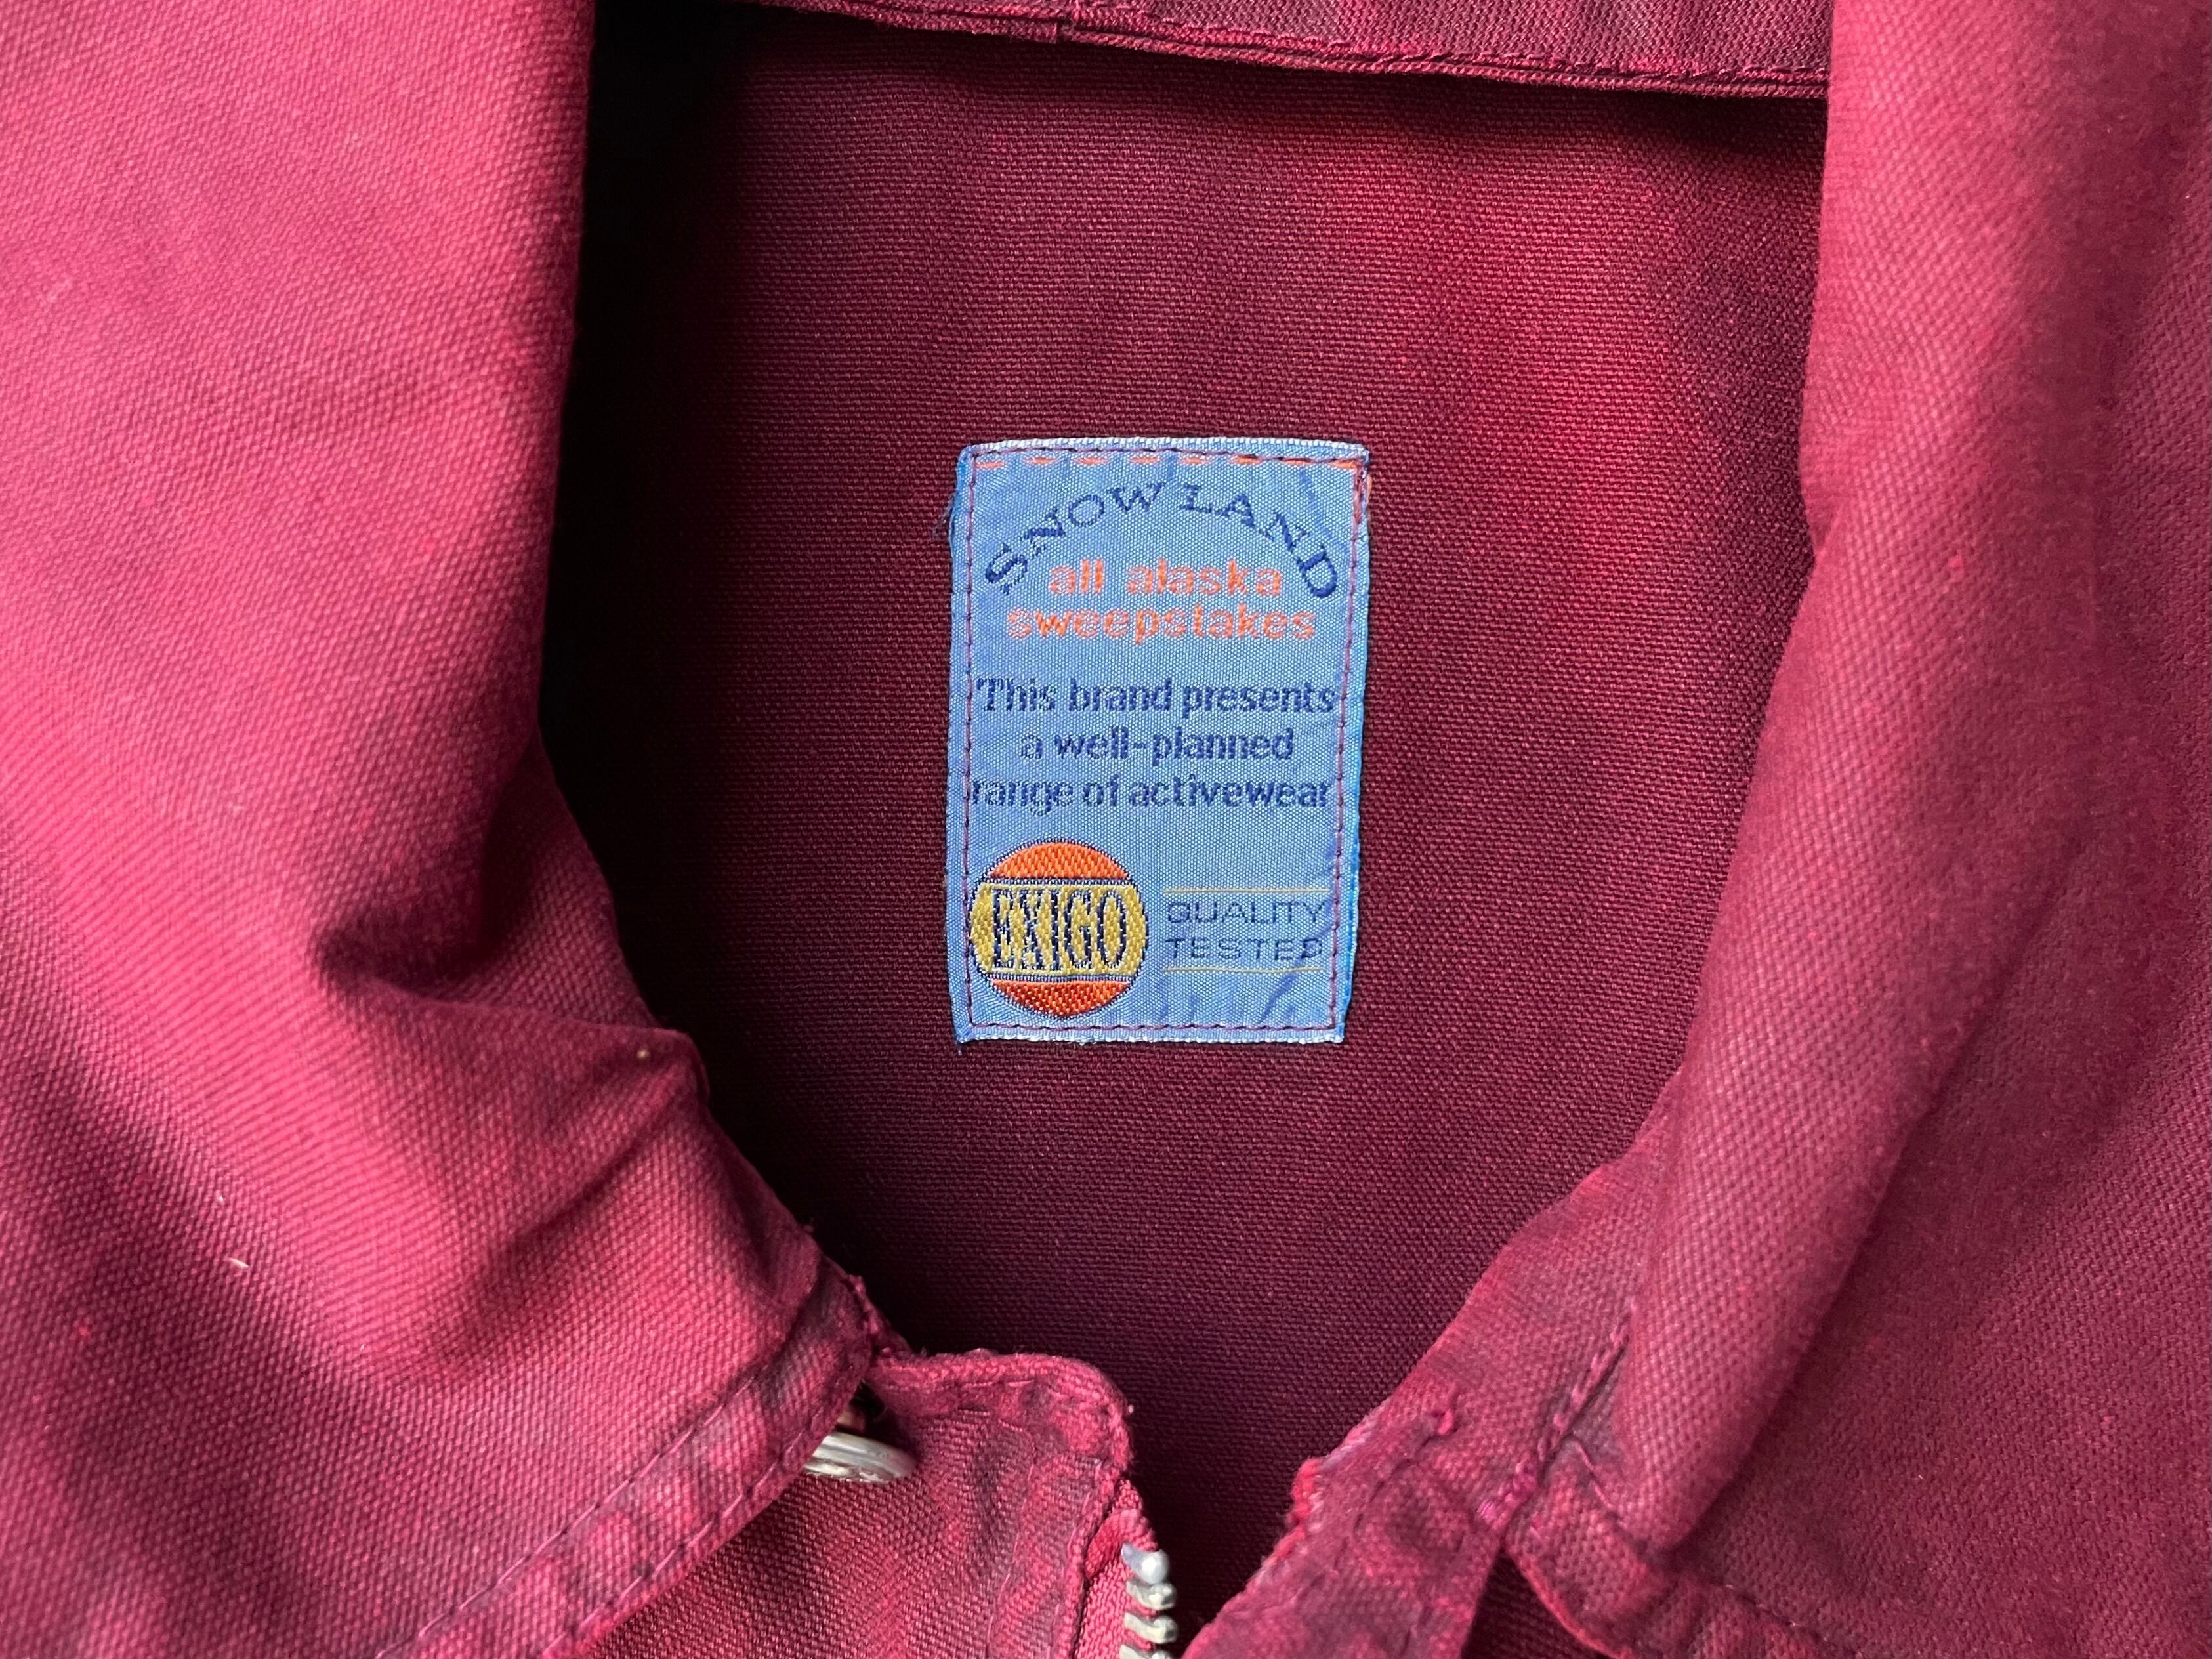 SNOW LAND
all alaska
sweepstakes
This brand presents
a well-planned
range of activewear
EXIGO
QUALITY
TESTED